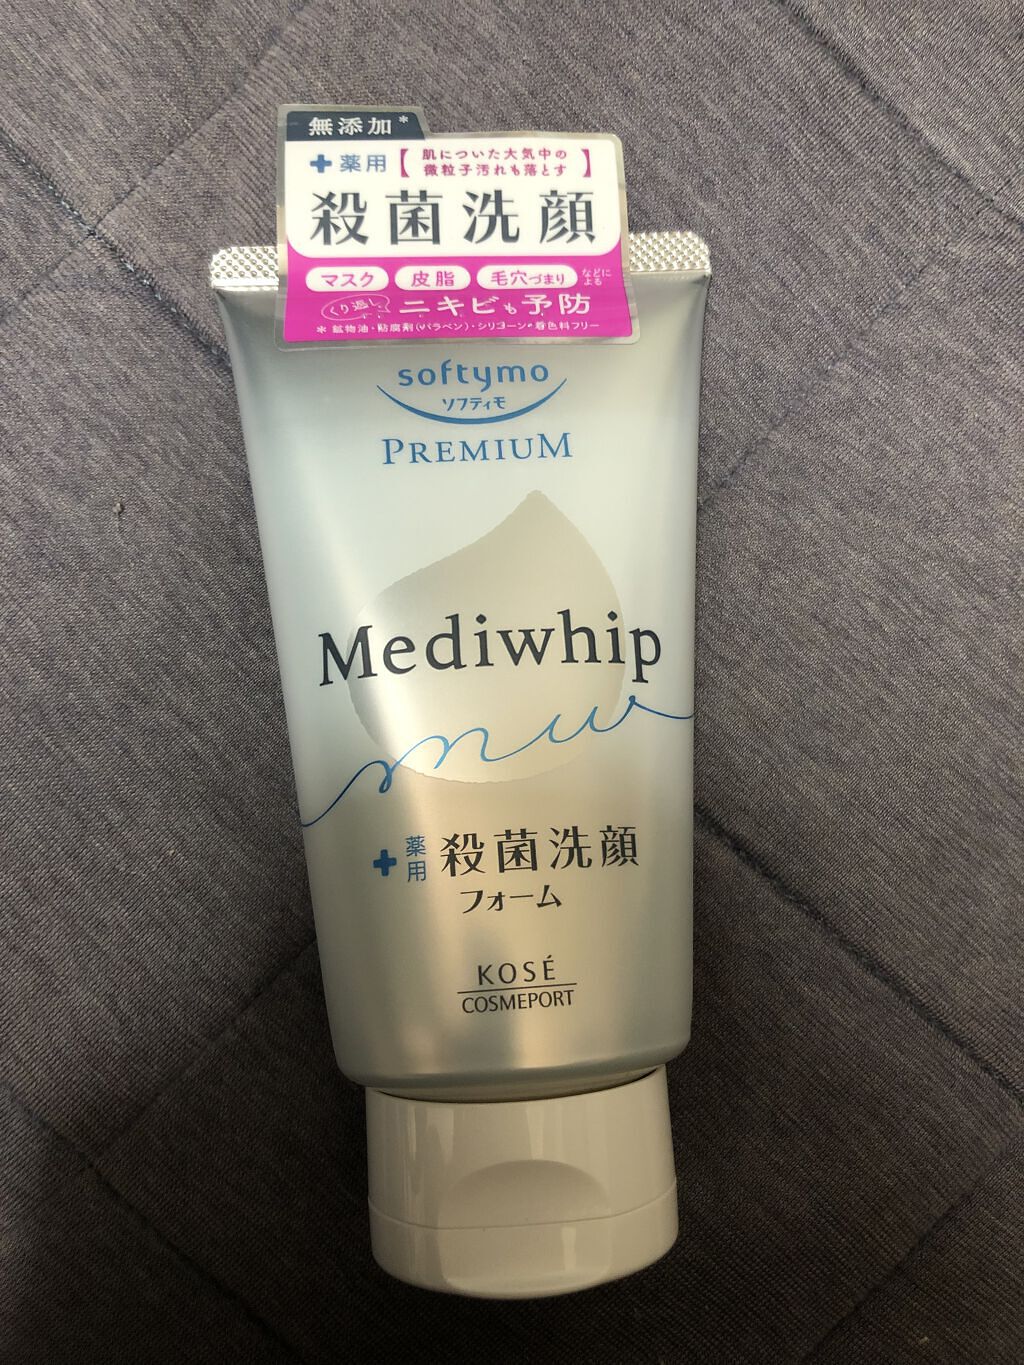 無添加*
薬用【肌についた大気中の
微粒子汚れも落とす】
殺菌洗顔
マスク 皮脂 毛穴づまり などによる
くり返しニキビも予防
* 鉱物油・防腐剤(パラベン)・シリコーン・着色料フリー
softymo
ソフティモ
PREMIUM
Mediwhip
mw
薬用 殺菌洗顔
フォーム
KOSÉ
COSMEPORT